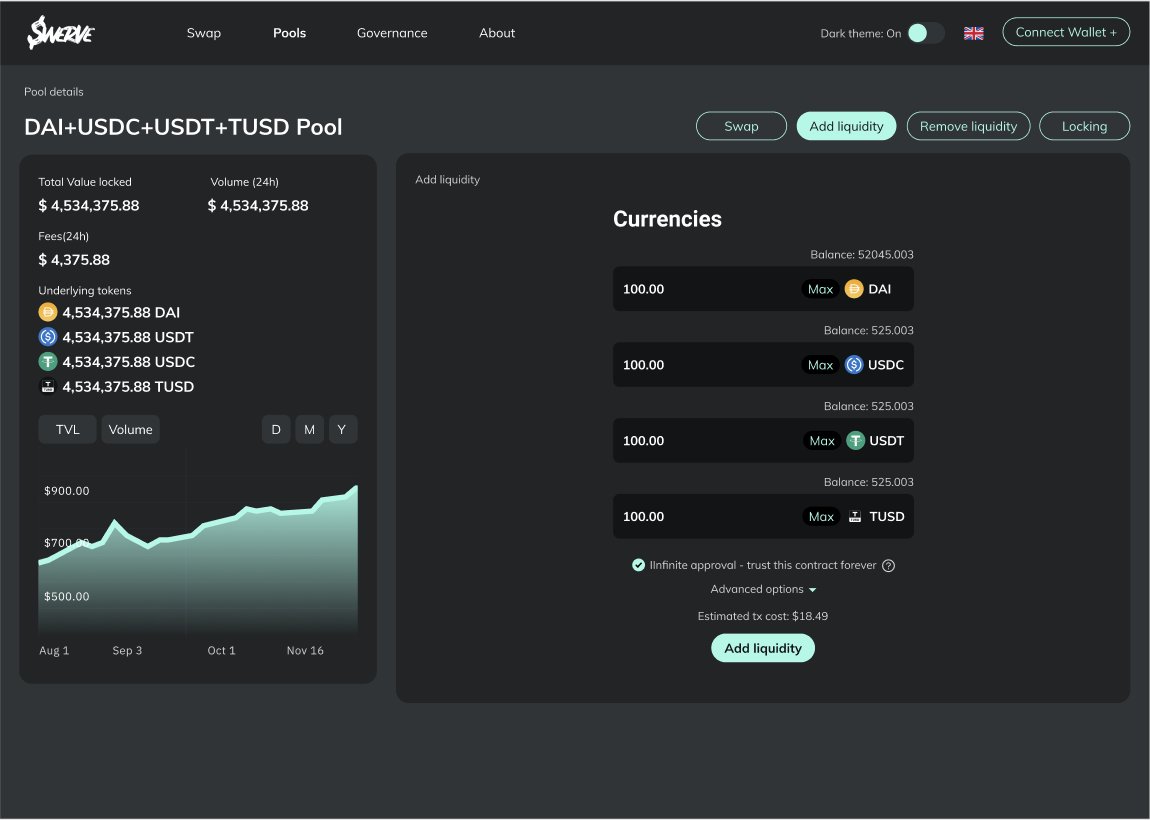 $WERVE
Swap Pools Governance About Dark theme: On Connect Wallet +
Pool details
DAI+USDC+USDT+TUSD Pool
Swap Add liquidity Remove liquidity Locking
Total Value locked Volume (24h)
$ 4,534,375.88 $ 4,534,375.88
Fees(24h)
$ 4,375.88
Underlying tokens
4,534,375.88 DAI
4,534,375.88 USDT
4,534,375.88 USDC
4,534,375.88 TUSD
TVL Volume D M Y
$900.00
$700.00
$500.00
Aug 1 Sep 3 Oct 1 Nov 16
Add liquidity
Currencies
Balance: 52045.003
100.00 Max DAI
Balance: 525.003
100.00 Max USDC
Balance: 525.003
100.00 Max USDT
Balance: 525.003
100.00 Max TUSD
IInfinite approval - trust this contract forever ?
Advanced options
Estimated tx cost: $18.49
Add liquidity